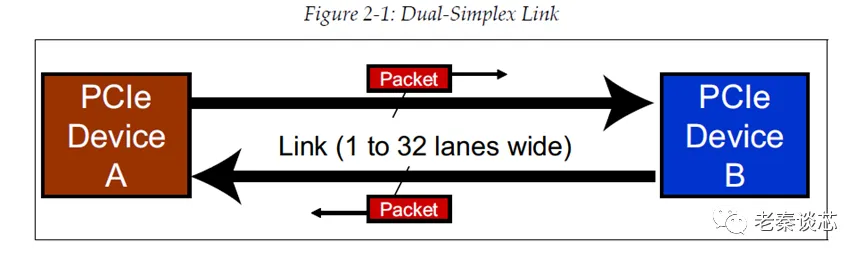 Figure 2-1: Dual-Simplex Link
Packet
PCIe
Device
A
Link (1 to 32 lanes wide)
PCIe
Device
B
Packet
老秦谈芯